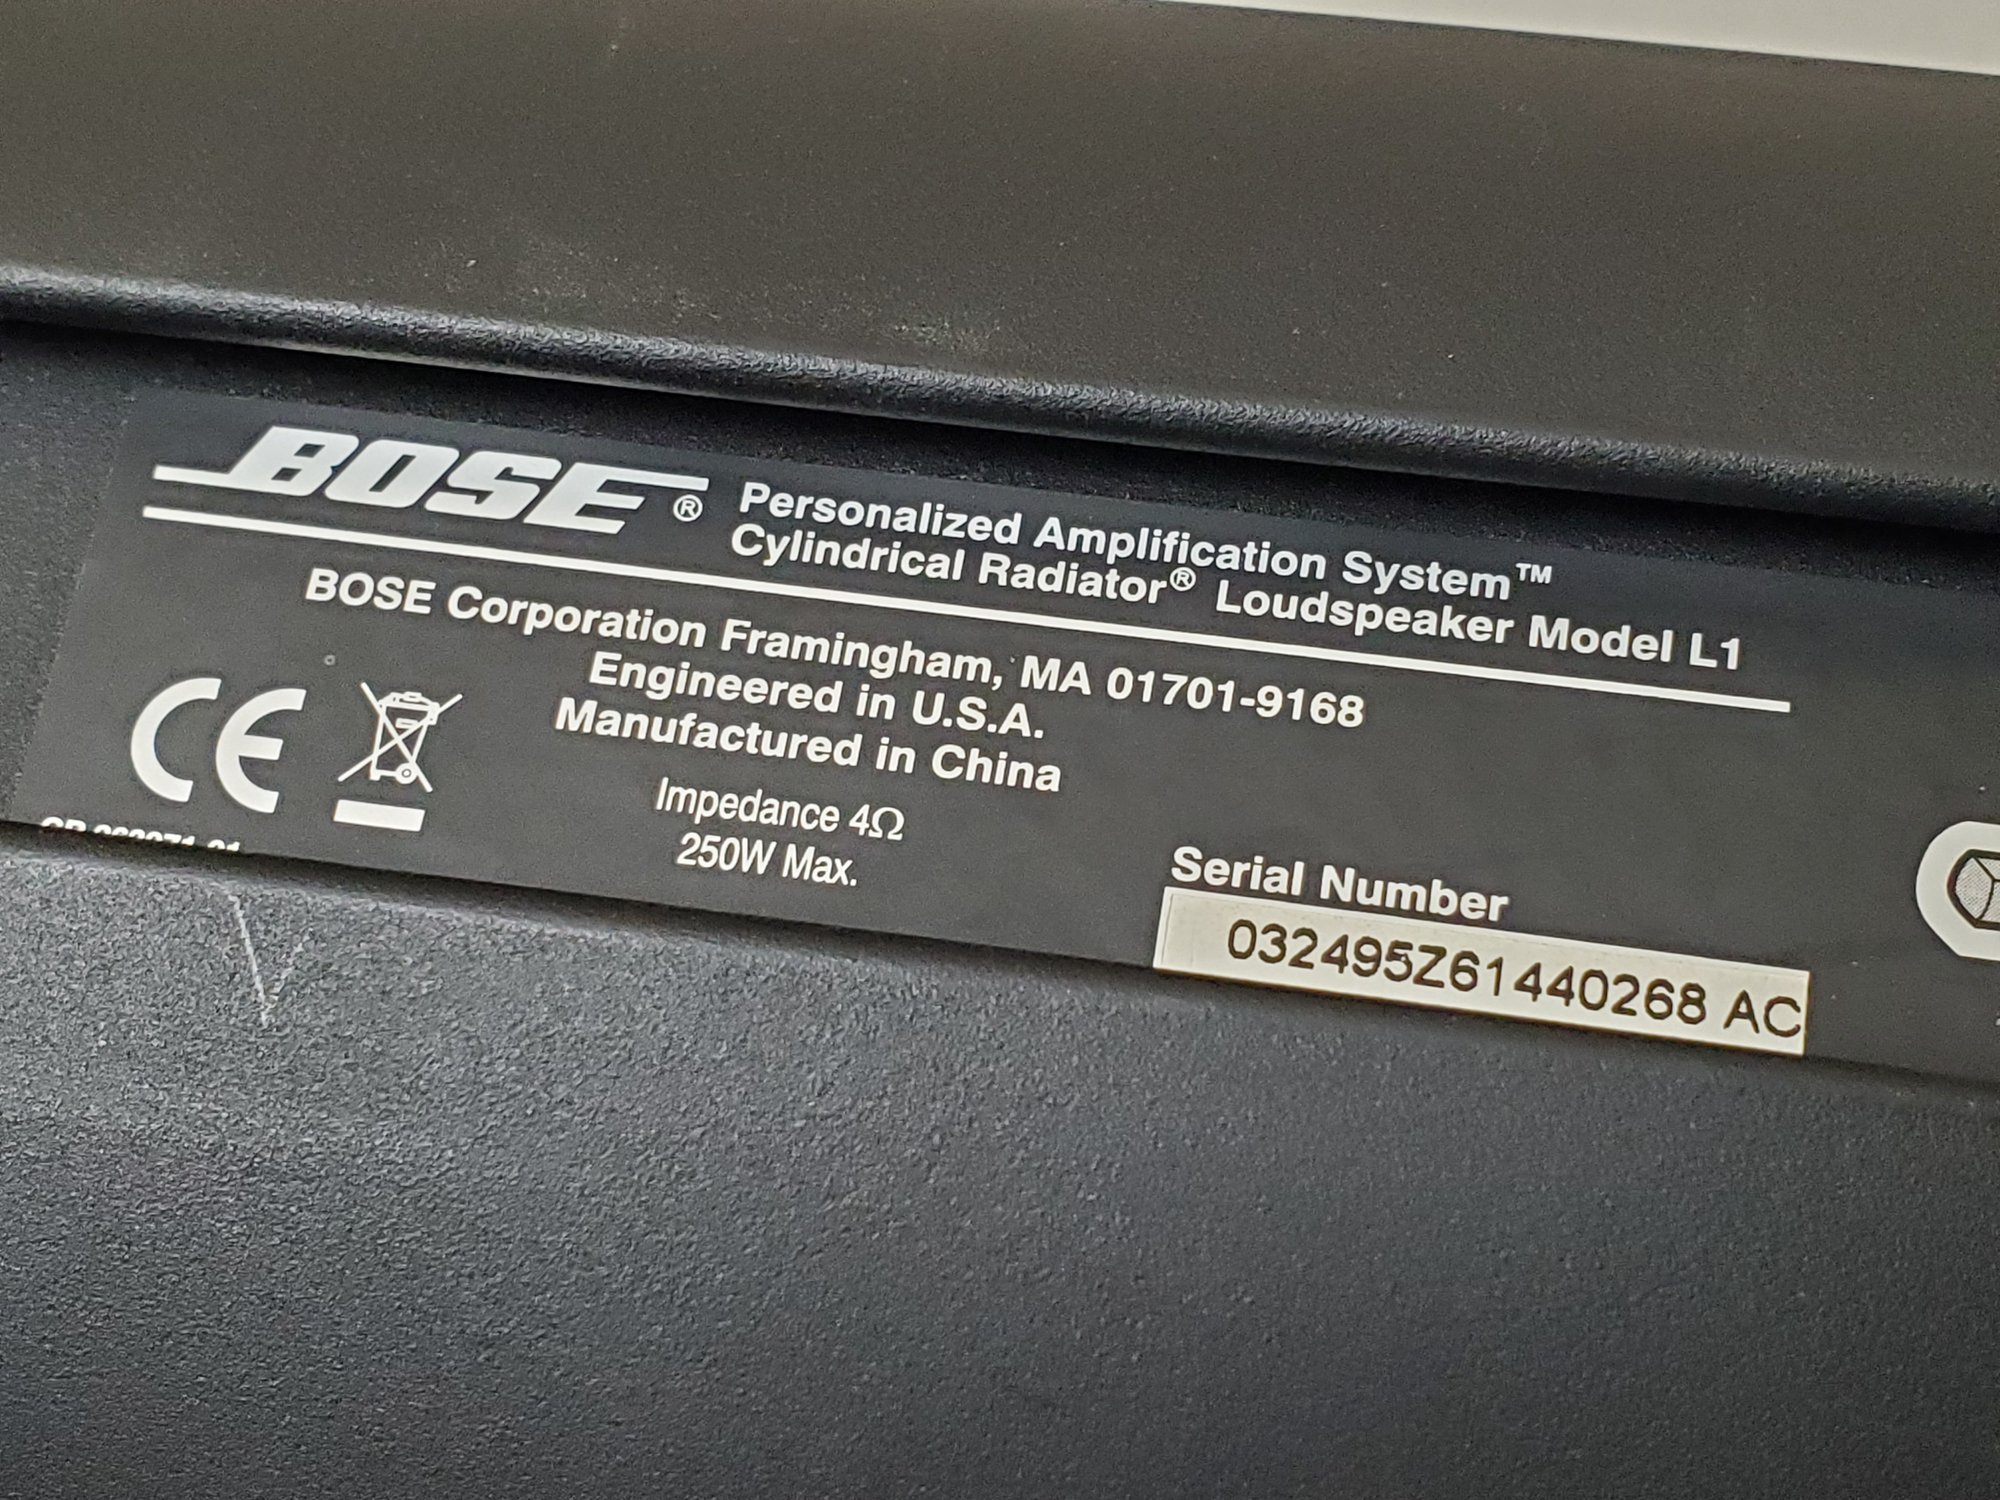 BOSE® Personalized Amplification System™
Cylindrical Radiator® Loudspeaker Model L1
BOSE Corporation Framingham, MA 01701-9168
Engineered in U.S.A.
Manufactured in China
CE
Impedance 4Ω
250W Max.
Serial Number
032495Z61440268 AC